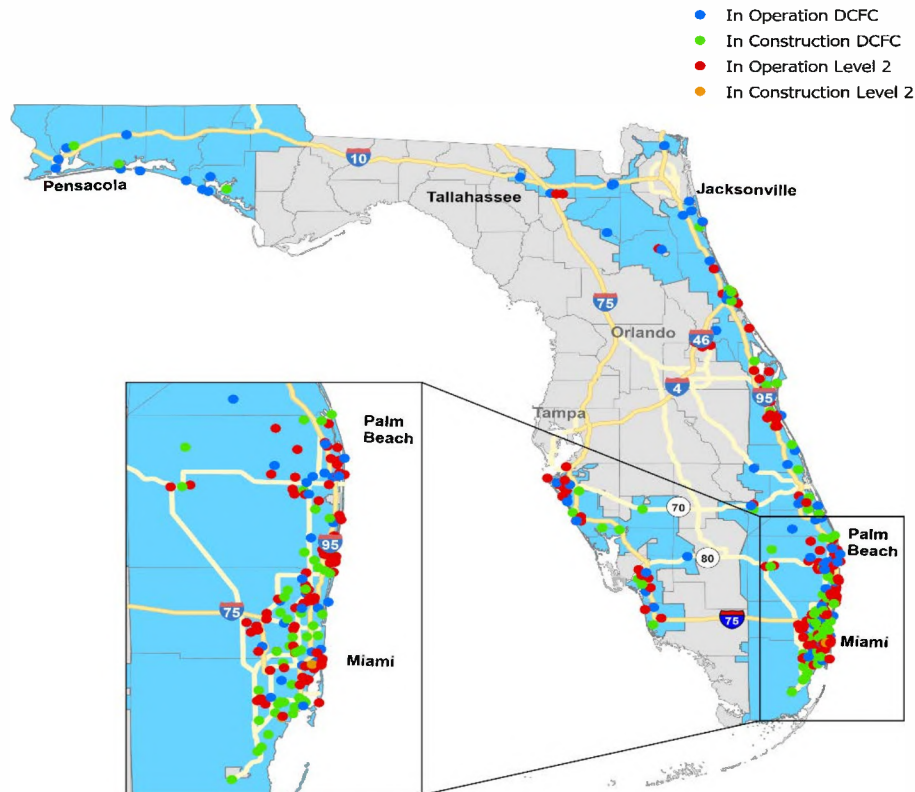 In Operation DCFC
In Construction DCFC
In Operation Level 2
In Construction Level 2
10
Pensacola
Tallahassee
Jacksonville
75
Orlando
46
4
95
Tampa
Palm
Beach
70
95
80
Palm
Beach
75
75
Miami
Miami